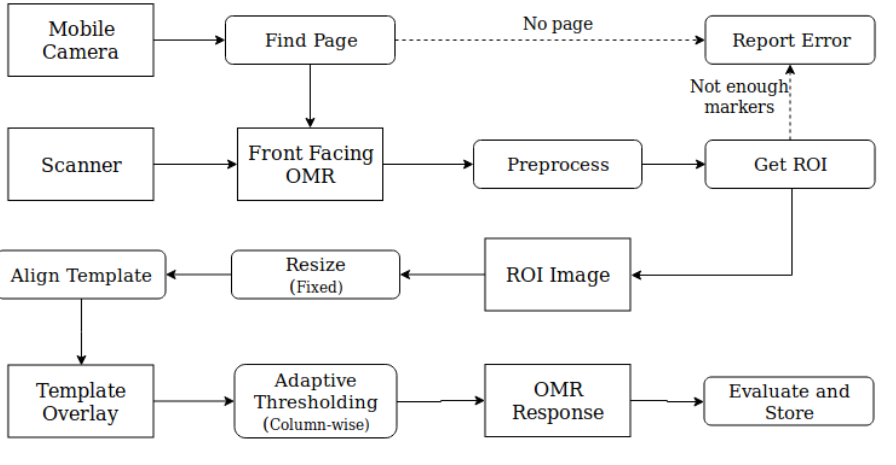 Mobile
Camera
Find Page
No page
Report Error
Not enough
markers
Scanner
Front Facing
OMR
Preprocess
Get ROI
Align Template
Resize
(Fixed)
ROI Image
Template
Overlay
Adaptive
Thresholding
(Column-wise)
OMR
Response
Evaluate and
Store